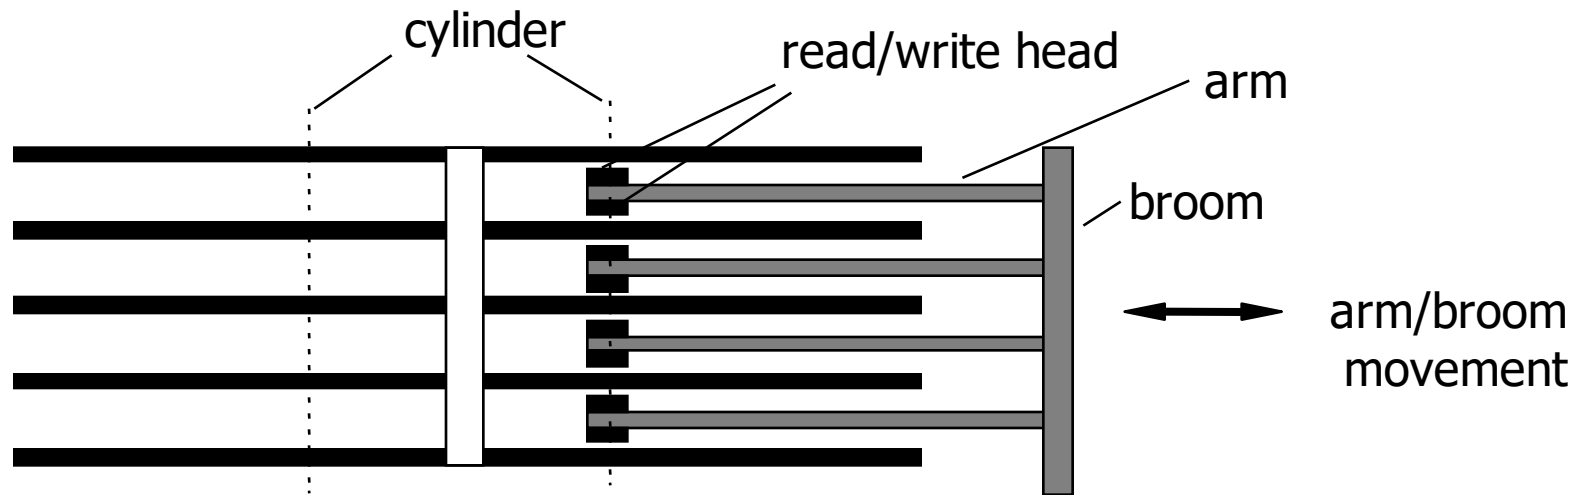 cylinder
read/write head
arm
broom
arm/broom
movement